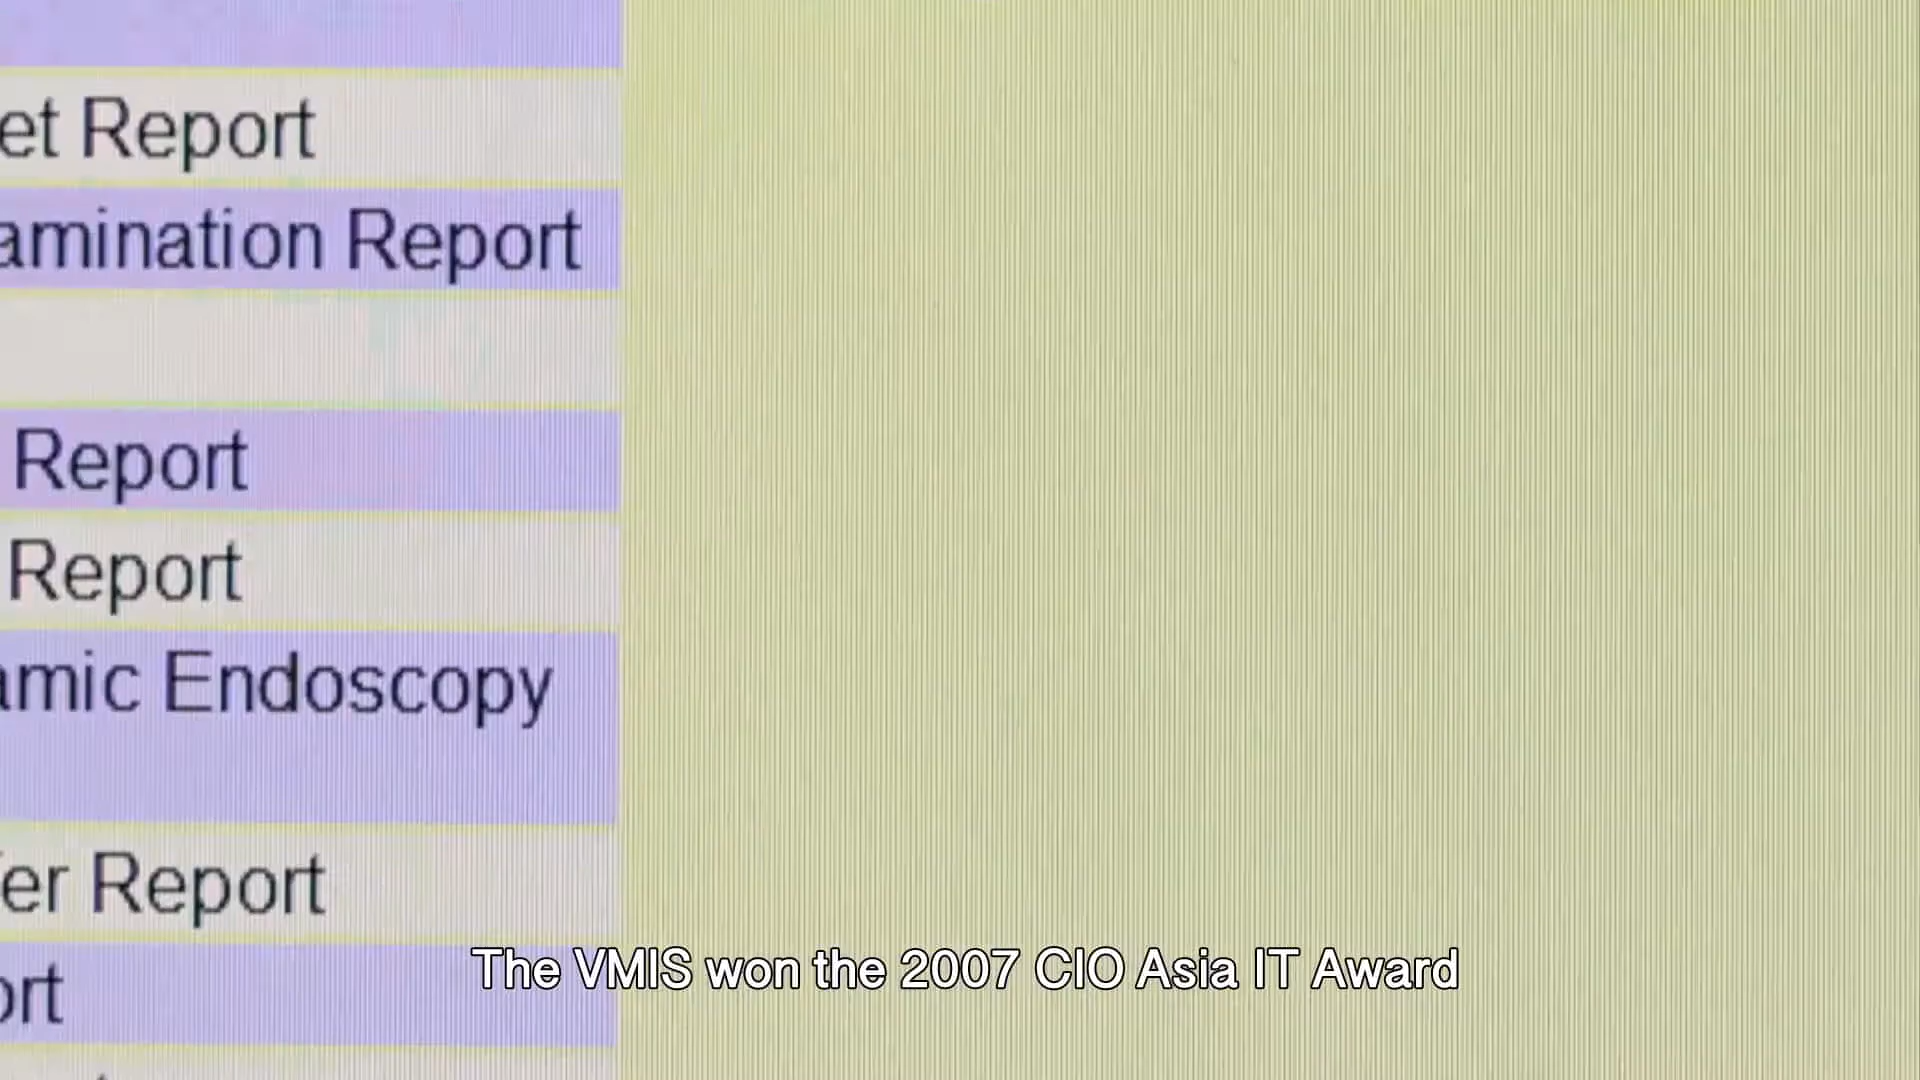 et Report
amination Report
Report
Report
amic Endoscopy
er Report
ort
The VMIS won the 2007 CIO Asia IT Award